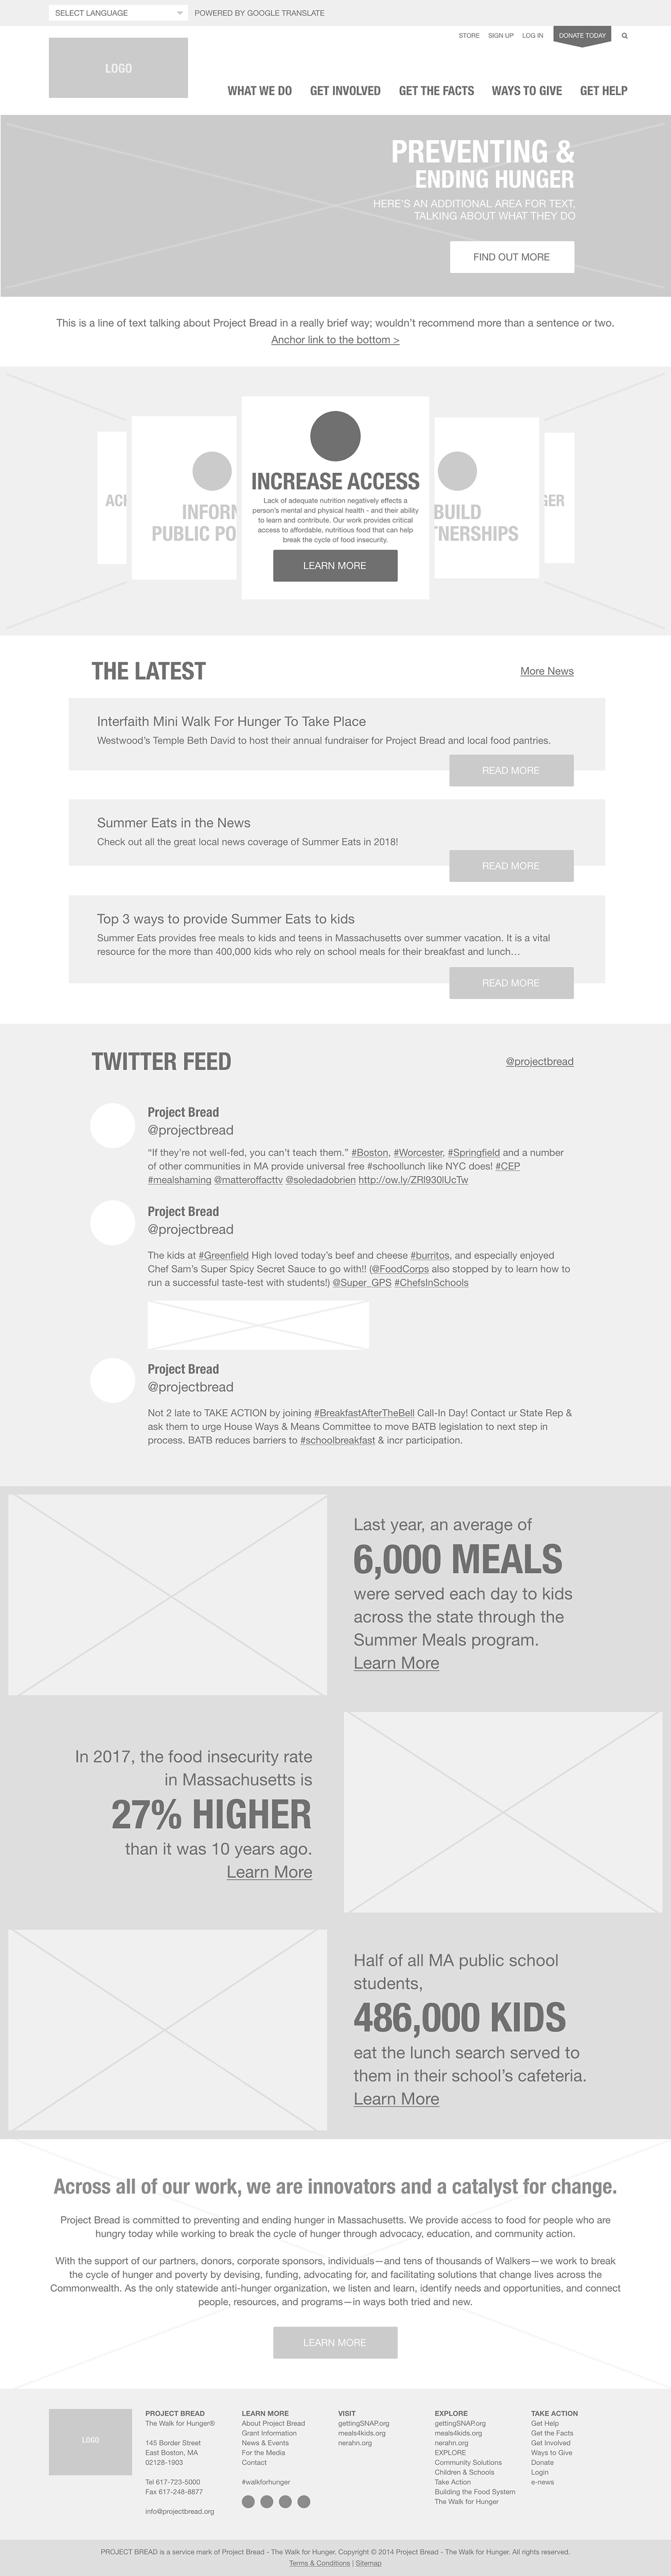 SELECT LANGUAGE
POWERED BY GOOGLE TRANSLATE
STORE SIGN UP LOG IN DONATE TODAY
LOGO
WHAT WE DO GET INVOLVED GET THE FACTS WAYS TO GIVE GET HELP
PREVENTING &
ENDING HUNGER
HERE'S AN ADDITIONAL AREA FOR TEXT,
TALKING ABOUT WHAT THEY DO
FIND OUT MORE
This is a line of text talking about Project Bread in a really brief way; wouldn't recommend more than a sentence or two.
Anchor link to the bottom >
ACH
INFORM
PUBLIC PO
INCREASE ACCESS
Lack of adequate nutrition negatively effects a
person's mental and physical health - and their ability
to learn and contribute. Our work provides critical
access to affordable, nutritious food that can help
break the cycle of food insecurity.
LEARN MORE
BUILD
TNERSHIPS
GER
THE LATEST
More News
Interfaith Mini Walk For Hunger To Take Place
Westwood's Temple Beth David to host their annual fundraiser for Project Bread and local food pantries.
READ MORE
Summer Eats in the News
Check out all the great local news coverage of Summer Eats in 2018!
READ MORE
Top 3 ways to provide Summer Eats to kids
Summer Eats provides free meals to kids and teens in Massachusetts over summer vacation. It is a vital
resource for the more than 400,000 kids who rely on school meals for their breakfast and lunch…
READ MORE
TWITTER FEED
@projectbread
Project Bread
@projectbread
“If they're not well-fed, you can't teach them.” #Boston, #Worcester, #Springfield and a number
of other communities in MA provide universal free #schoollunch like NYC does! #CEP
#mealshaming @matteroffacttv @soledadobrien http://ow.ly/ZRl930lUcTw
Project Bread
@projectbread
The kids at #Greenfield High loved today's beef and cheese #burritos, and especially enjoyed
Chef Sam's Super Spicy Secret Sauce to go with!! (@FoodCorps also stopped by to learn how to
run a successful taste-test with students!) @Super_GPS #ChefsInSchools
Project Bread
@projectbread
Not 2 late to TAKE ACTION by joining #BreakfastAfterTheBell Call-In Day! Contact ur State Rep &
ask them to urge House Ways & Means Committee to move BATB legislation to next step in
process. BATB reduces barriers to #schoolbreakfast & incr participation.
Last year, an average of
6,000 MEALS
were served each day to kids
across the state through the
Summer Meals program.
Learn More
In 2017, the food insecurity rate
in Massachusetts is
27% HIGHER
than it was 10 years ago.
Learn More
Half of all MA public school
students,
486,000 KIDS
eat the lunch search served to
them in their school's cafeteria.
Learn More
Across all of our work, we are innovators and a catalyst for change.
Project Bread is committed to preventing and ending hunger in Massachusetts. We provide access to food for people who are
hungry today while working to break the cycle of hunger through advocacy, education, and community action.
With the support of our partners, donors, corporate sponsors, individuals—and tens of thousands of Walkers—we work to break
the cycle of hunger and poverty by devising, funding, advocating for, and facilitating solutions that change lives across the
Commonwealth. As the only statewide anti-hunger organization, we listen and learn, identify needs and opportunities, and connect
people, resources, and programs—in ways both tried and new.
LEARN MORE
LOGO
PROJECT BREAD
The Walk for Hunger®
145 Border Street
East Boston, MA
02128-1903
Tel 617-723-5000
Fax 617-248-8877
info@projectbread.org
LEARN MORE
About Project Bread
Grant Information
News & Events
For the Media
Contact
#walkforhunger
VISIT
gettingSNAP.org
meals4kids.org
nerahn.org
EXPLORE
gettingSNAP.org
meals4kids.org
nerahn.org
EXPLORE
Community Solutions
Children & Schools
Take Action
Building the Food System
The Walk for Hunger
TAKE ACTION
Get Help
Get the Facts
Get Involved
Ways to Give
Donate
Login
e-news
PROJECT BREAD is a service mark of Project Bread - The Walk for Hunger. Copyright © 2014 Project Bread - The Walk for Hunger. All rights reserved.
Terms & Conditions | Sitemap